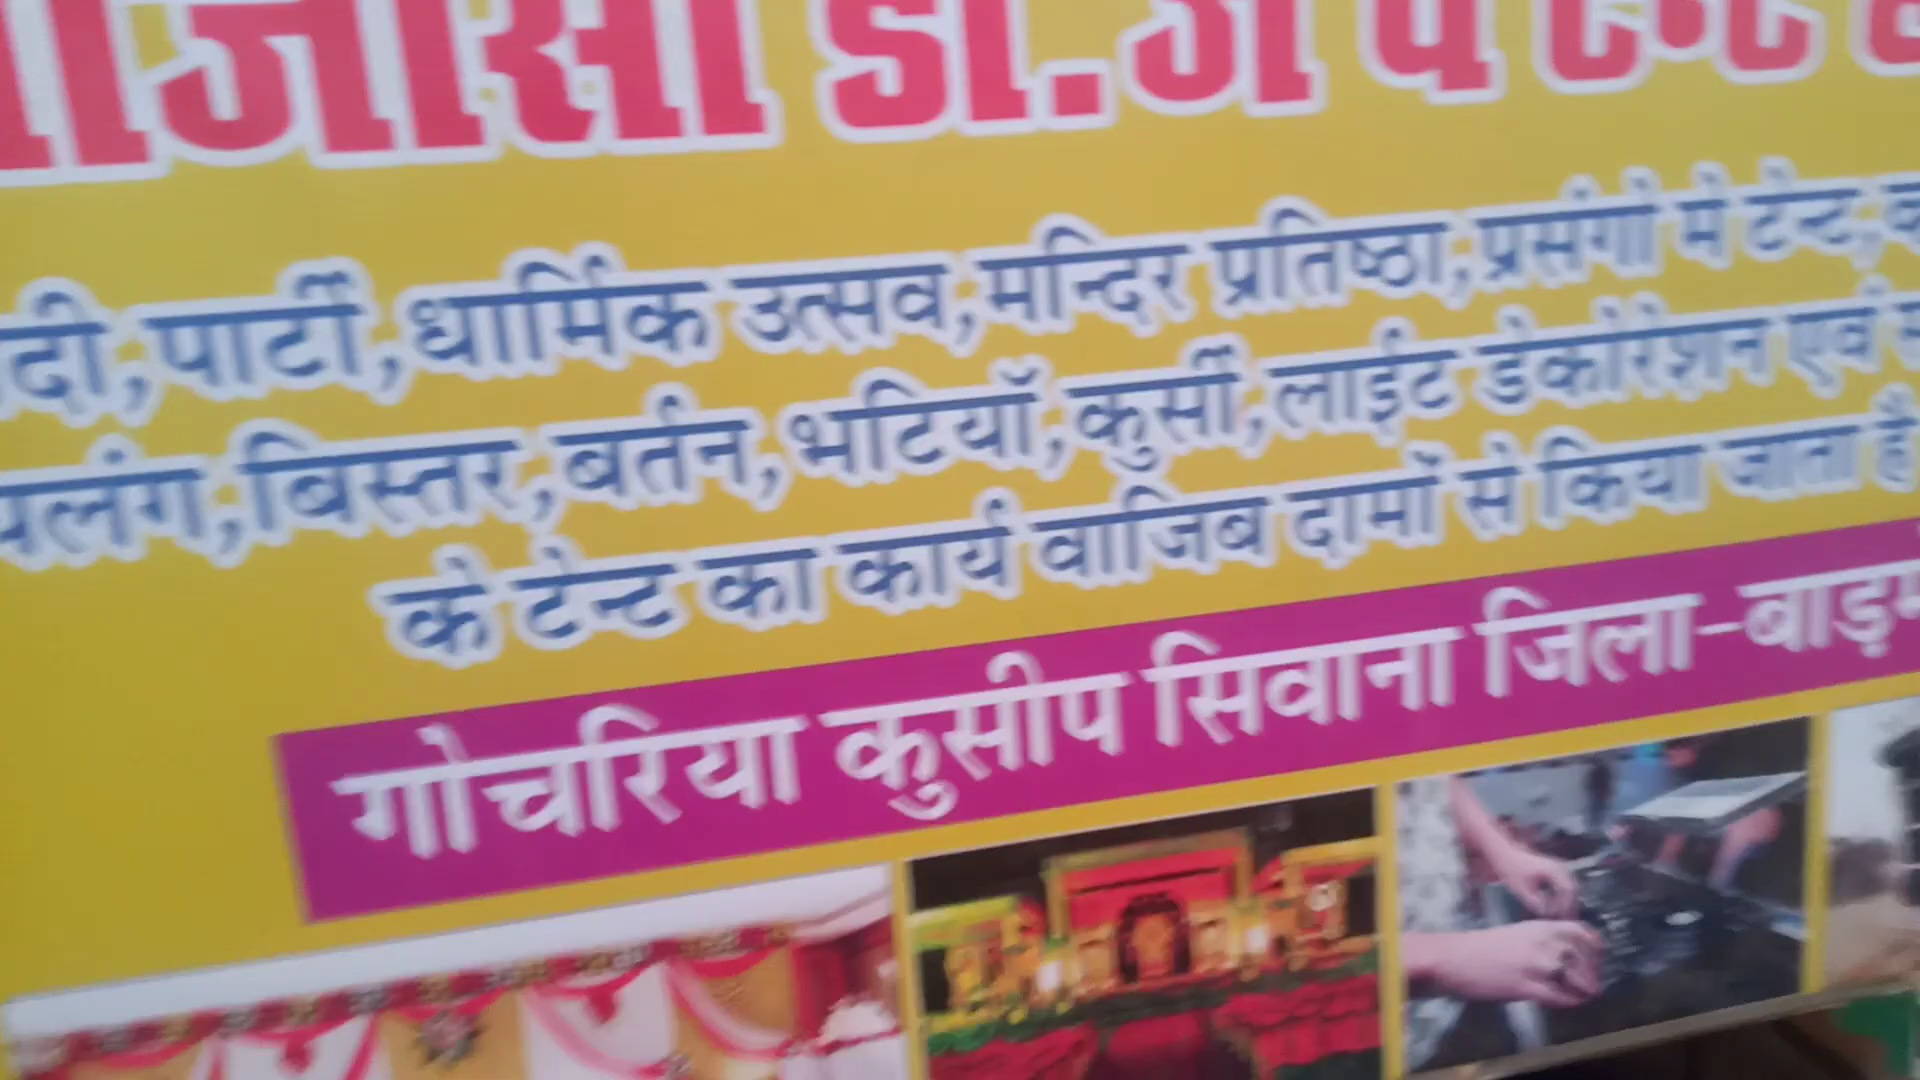 डी.जे
पार्टी,धार्मिक उत्सव,मन्दिर प्रतिष्ठा,प्रसंगो मे टेन्ट,
पलंग,बिस्तर,बर्तन,भटियॉ,कुर्सी,लाईट डेकोरेशन एवं
के टेन्ट का कार्य वाजिब दामों से किया जाता है
गोचरिया कुसीप सिवाना जिला-